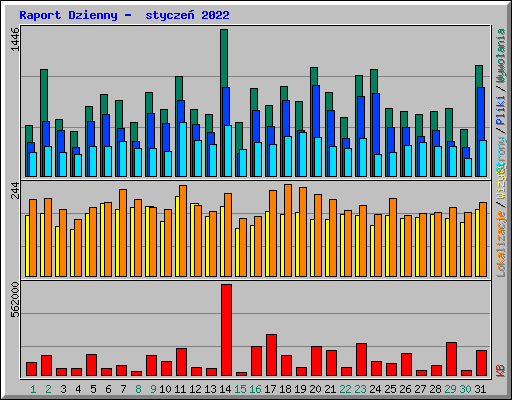 Raport Dzienny -  styczeń 2022
1446
244
562000
Wywołania
Pliki /
Strony /
Wizyty /
Lokalizacje /
KB
1 2 3 4 5 6 7 8 9 10 11 12 13 14 15 16 17 18 19 20 21 22 23 24 25 26 27 28 29 30 31